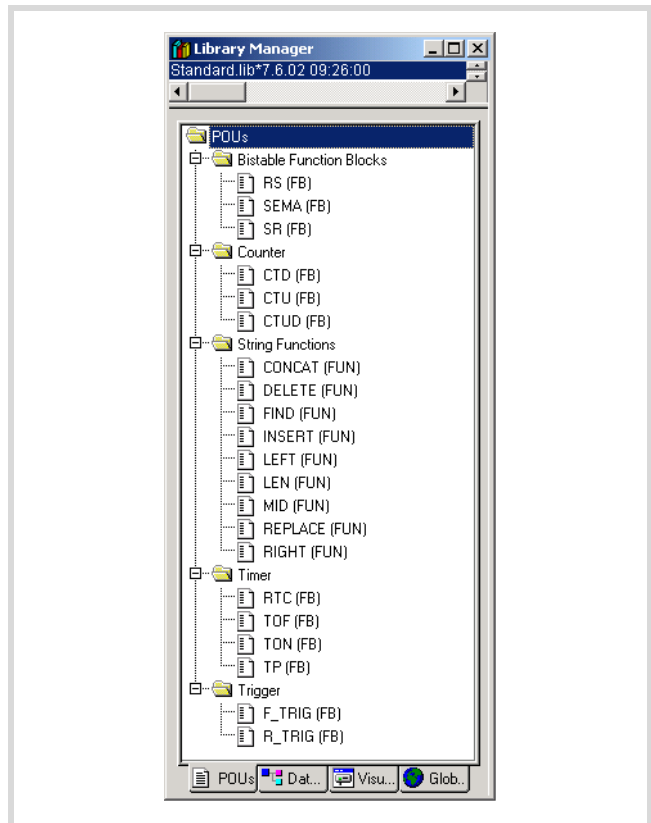 Library Manager
Standard.lib*7.6.02 09:26:00
POUs
Bistable Function Blocks
RS (FB)
SEMA (FB)
SR (FB)
Counter
CTD (FB)
CTU (FB)
CTUD (FB)
String Functions
CONCAT (FUN)
DELETE (FUN)
FIND (FUN)
INSERT (FUN)
LEFT (FUN)
LEN (FUN)
MID (FUN)
REPLACE (FUN)
RIGHT (FUN)
Timer
RTC (FB)
TOF (FB)
TON (FB)
TP (FB)
Trigger
F_TRIG (FB)
R_TRIG (FB)
POUs Dat... Visu... Glob..